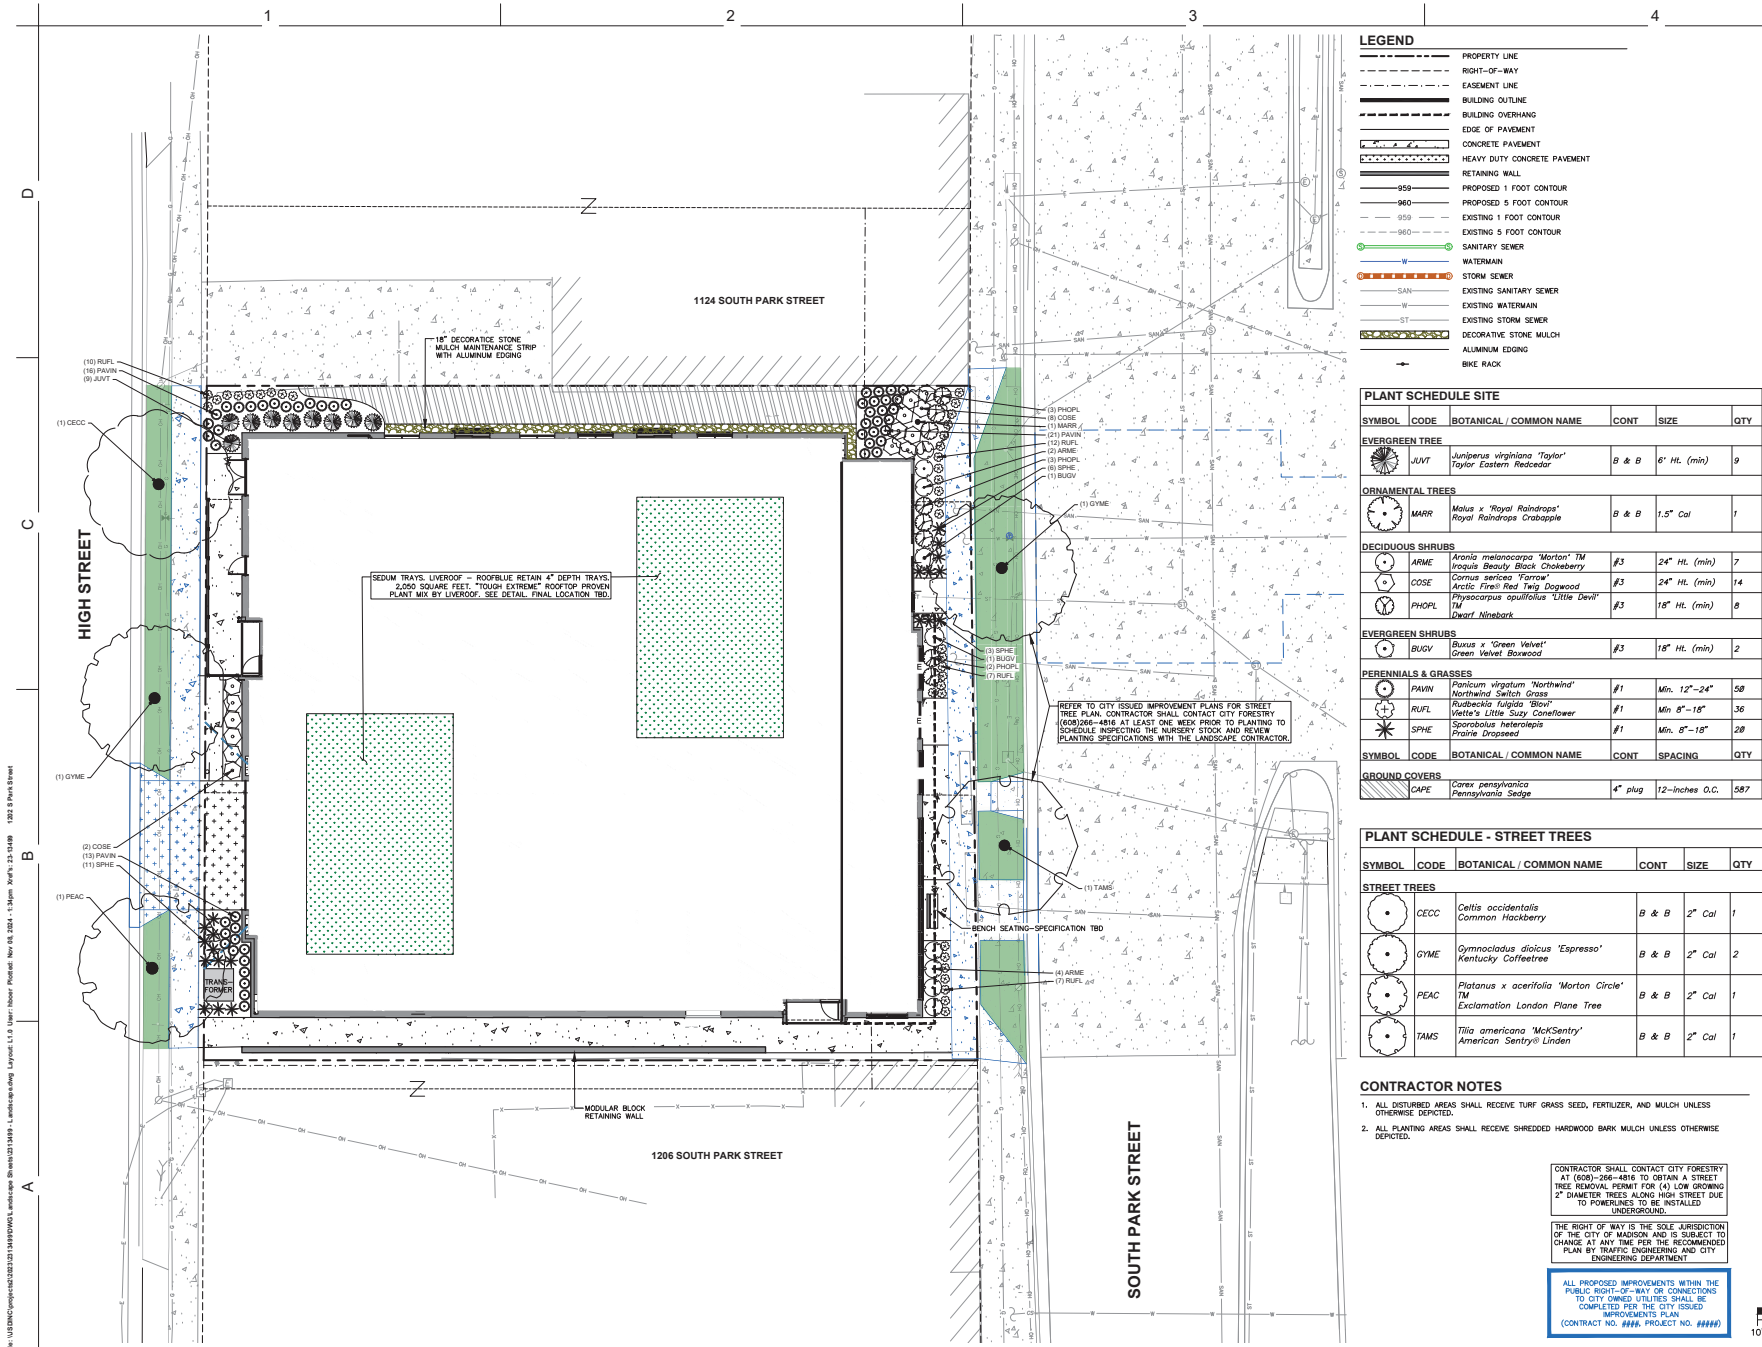 1
2
3
4
D
C
B
A
HIGH STREET
SOUTH PARK STREET
1124 SOUTH PARK STREET
1206 SOUTH PARK STREET
18" DECORATICE STONE
MULCH MAINTENANCE STRIP
WITH ALUMINUM EDGING
(10) RUFL
(16) PAVIN
(9) JUVT
(1) CECC
(1) GYME
(2) COSE
(13) PAVIN
(11) SPHE
(1) PEAC
SEDUM TRAYS. LIVEROOF - ROOFBLUE RETAIN 4" DEPTH TRAYS.
2,050 SQUARE FEET. "TOUGH EXTREME" ROOFTOP PROVEN
PLANT MIX BY LIVEROOF. SEE DETAIL. FINAL LOCATION TBD.
(3) PHOPL
(8) COSE
(1) MARR
(21) PAVIN
(12) RUFL
(2) ARME
(3) PHOPL
(6) SPHE
(1) BUGV
(1) GYME
(3) SPHE
(1) BUGV
(2) PHOPL
(7) RUFL
REFER TO CITY ISSUED IMPROVEMENT PLANS FOR STREET
TREE PLAN. CONTRACTOR SHALL CONTACT CITY FORESTRY
(608)266-4816 AT LEAST ONE WEEK PRIOR TO PLANTING TO
SCHEDULE INSPECTING THE NURSERY STOCK AND REVIEW
PLANTING SPECIFICATIONS WITH THE LANDSCAPE CONTRACTOR.
(1) TAMS
BENCH SEATING-SPECIFICATION TBD
(4) ARME
(7) RUFL
TRANS-
FORMER
MODULAR BLOCK
RETAINING WALL
LEGEND
PROPERTY LINE
RIGHT-OF-WAY
EASEMENT LINE
BUILDING OUTLINE
BUILDING OVERHANG
EDGE OF PAVEMENT
CONCRETE PAVEMENT
HEAVY DUTY CONCRETE PAVEMENT
RETAINING WALL
959 PROPOSED 1 FOOT CONTOUR
960 PROPOSED 5 FOOT CONTOUR
959 EXISTING 1 FOOT CONTOUR
960 EXISTING 5 FOOT CONTOUR
S S SANITARY SEWER
W WATERMAIN
STORM SEWER
SAN EXISTING SANITARY SEWER
W EXISTING WATERMAIN
ST EXISTING STORM SEWER
DECORATIVE STONE MULCH
ALUMINUM EDGING
BIKE RACK
PLANT SCHEDULE SITE
SYMBOL CODE BOTANICAL / COMMON NAME CONT SIZE QTY
EVERGREEN TREE
JUVT Juniperus virginiana 'Taylor' B & B 6' Ht. (min) 9
Taylor Eastern Redcedar
ORNAMENTAL TREES
MARR Malus x 'Royal Raindrops' B & B 1.5" Cal 1
Royal Raindrops Crabapple
DECIDUOUS SHRUBS
ARME Aronia melanocarpa 'Morton' TM #3 24" Ht. (min) 7
Iroquis Beauty Black Chokeberry
COSE Cornus sericea 'Farrow' #3 24" Ht. (min) 14
Arctic Fire® Red Twig Dogwood
PHOPL Physocarpus opulifolius 'Little Devil' #3 18" Ht. (min) 8
TM
Dwarf Ninebark
EVERGREEN SHRUBS
BUGV Buxus x 'Green Velvet' #3 18" Ht. (min) 2
Green Velvet Boxwood
PERENNIALS & GRASSES
PAVIN Panicum virgatum 'Northwind' #1 Min. 12"-24" 50
Northwind Switch Grass
RUFL Rudbeckia fulgida 'Blovi' #1 Min 8"-18" 36
Viette's Little Suzy Coneflower
SPHE Sporobolus heterolepis #1 Min. 8"-18" 20
Prairie Dropseed
SYMBOL CODE BOTANICAL / COMMON NAME CONT SPACING QTY
GROUND COVERS
CAPE Carex pensylvanica 4" plug 12-inches O.C. 587
Pennsylvania Sedge
PLANT SCHEDULE - STREET TREES
SYMBOL CODE BOTANICAL / COMMON NAME CONT SIZE QTY
STREET TREES
CECC Celtis occidentalis B & B 2" Cal 1
Common Hackberry
GYME Gymnocladus dioicus 'Espresso' B & B 2" Cal 2
Kentucky Coffeetree
PEAC Platanus x acerifolia 'Morton Circle' B & B 2" Cal 1
TM
Exclamation London Plane Tree
TAMS Tilia americana 'McKSentry' B & B 2" Cal 1
American Sentry® Linden
CONTRACTOR NOTES
1. ALL DISTURBED AREAS SHALL RECEIVE TURF GRASS SEED, FERTILIZER, AND MULCH UNLESS
OTHERWISE DEPICTED.
2. ALL PLANTING AREAS SHALL RECEIVE SHREDDED HARDWOOD BARK MULCH UNLESS OTHERWISE
DEPICTED.
CONTRACTOR SHALL CONTACT CITY FORESTRY
AT (608)-266-4816 TO OBTAIN A STREET
TREE REMOVAL PERMIT FOR (4) LOW GROWING
2" DIAMETER TREES ALONG HIGH STREET DUE
TO POWERLINES TO BE INSTALLED
UNDERGROUND.
THE RIGHT OF WAY IS THE SOLE JURISDICTION
OF THE CITY OF MADISON AND IS SUBJECT TO
CHANGE AT ANY TIME PER THE RECOMMENDED
PLAN BY TRAFFIC ENGINEERING AND CITY
ENGINEERING DEPARTMENT
ALL PROPOSED IMPROVEMENTS WITHIN THE
PUBLIC RIGHT-OF-WAY OR CONNECTIONS
TO CITY OWNED UTILITIES SHALL BE
COMPLETED PER THE CITY ISSUED
IMPROVEMENTS PLAN
(CONTRACT NO. ####, PROJECT NO. #####)